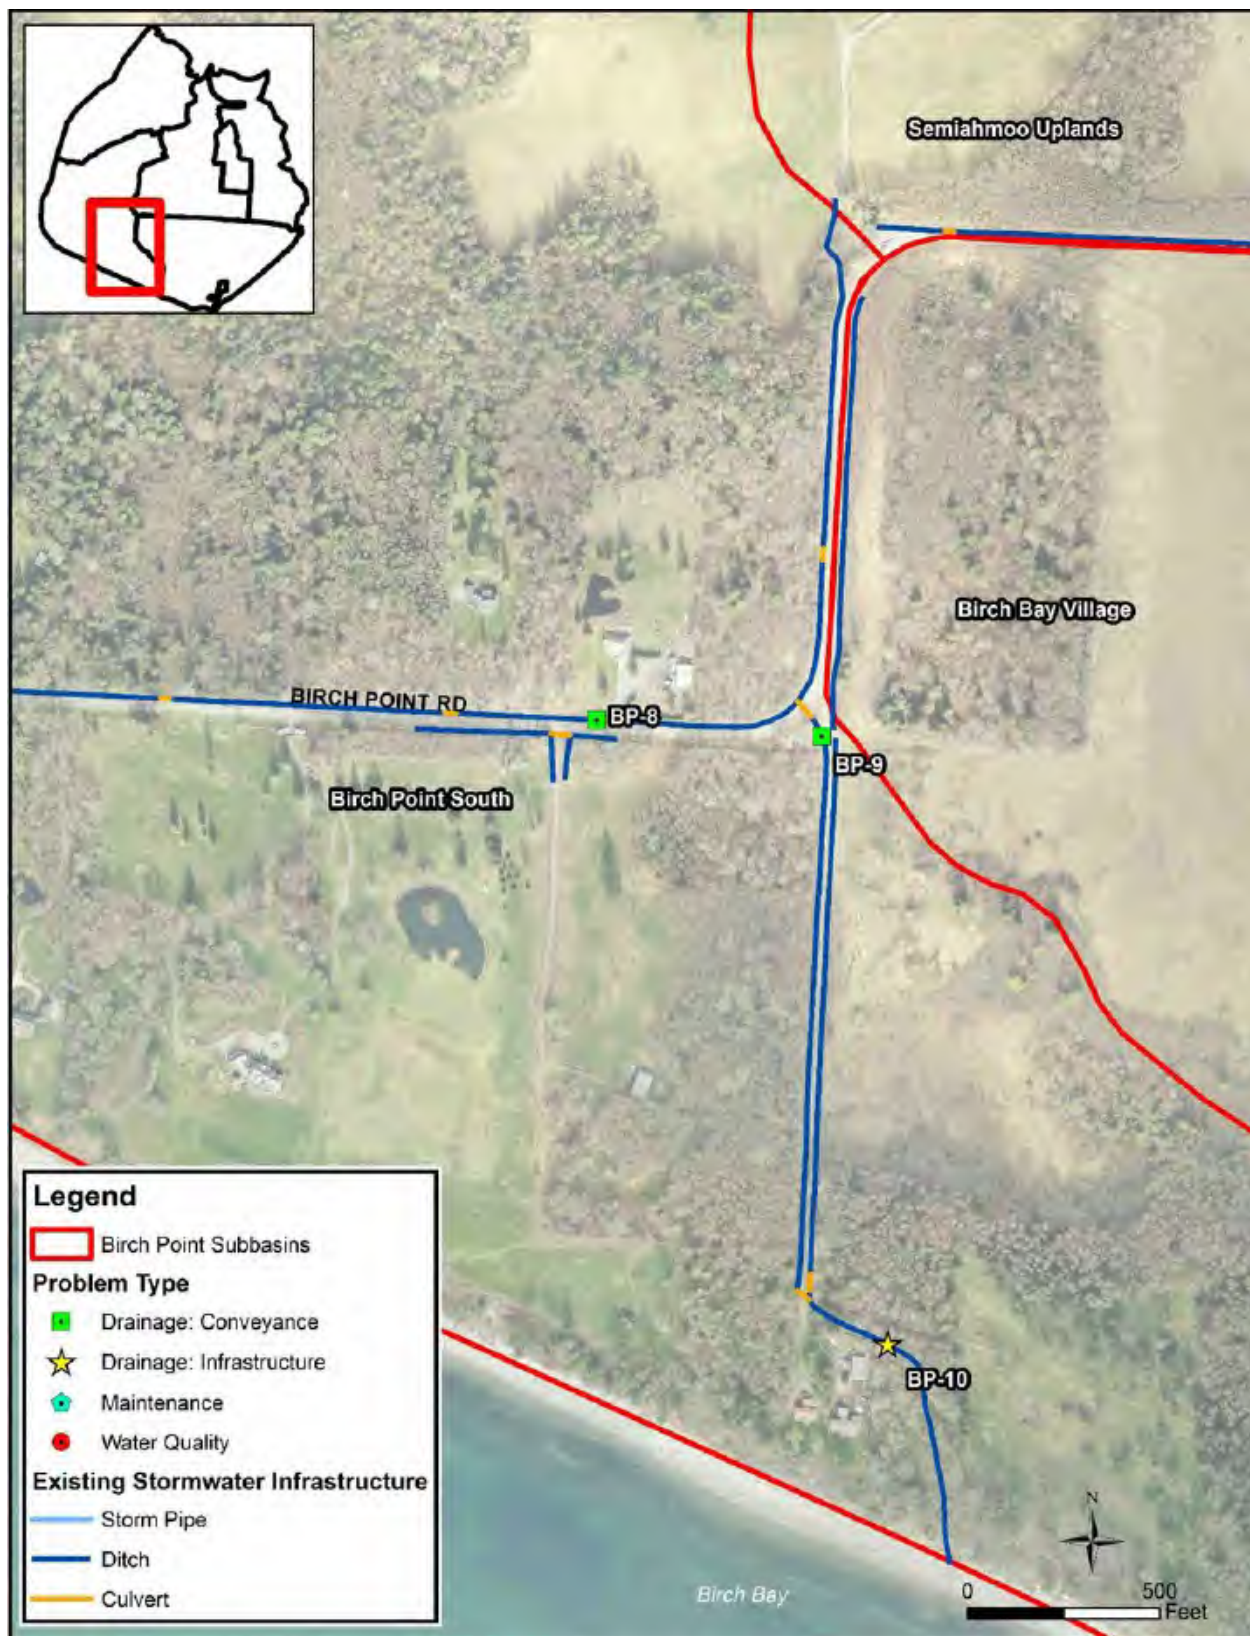 Semiahmoo Uplands
Birch Bay Village
BIRCH POINT RD
BP-8
BP-9
Birch Point South
Legend
Birch Point Subbasins
Problem Type
Drainage: Conveyance
Drainage: Infrastructure
Maintenance
Water Quality
Existing Stormwater Infrastructure
Storm Pipe
Ditch
Culvert
BP-10
N
Birch Bay
0 500
Feet